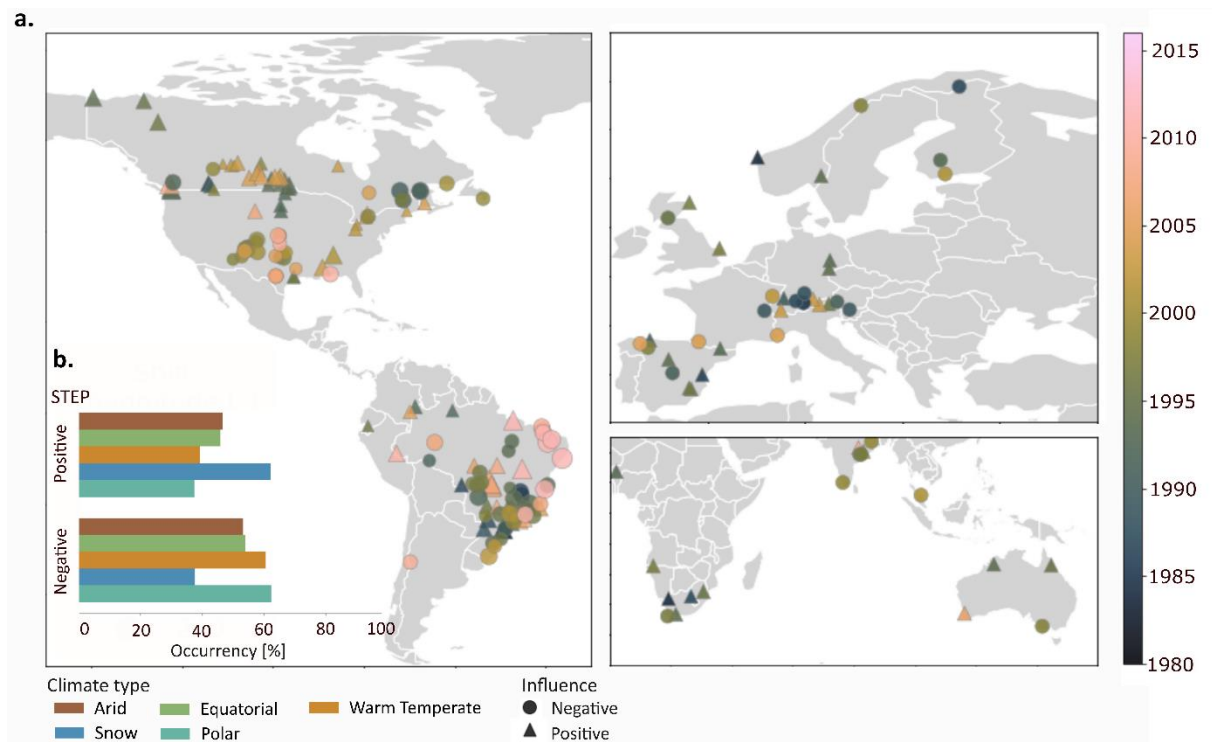 a.
2015
2010
2005
2000
1995
1990
1985
1980
b.
STEP
Positive
Negative
0 20 40 60 80 100
Occurrency [%]
Climate type
Arid Equatorial Warm Temperate
Snow Polar
Influence
Negative
Positive